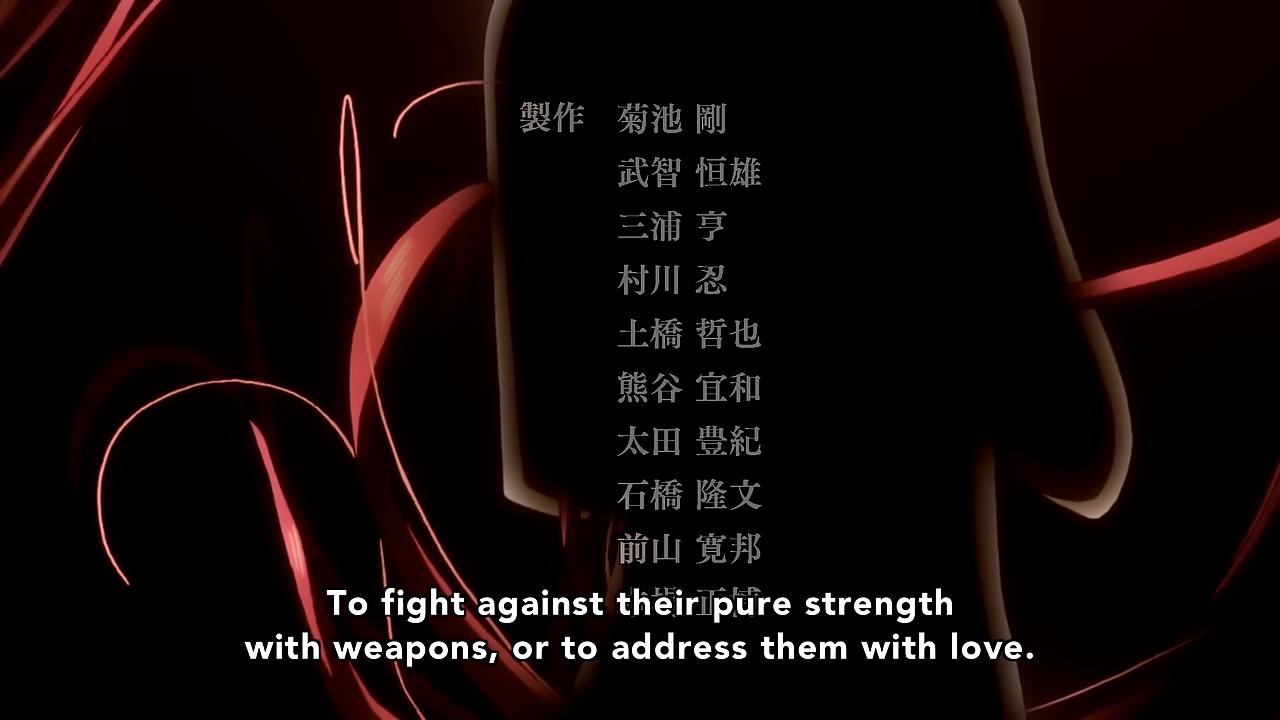 製作 菊池 剛
武智 恒雄
三浦 亨
村川 忍
土橋 哲也
熊谷 宜和
太田 豊紀
石橋 隆文
前山 寛邦
正博
To fight against their pure strength
with weapons, or to address them with love.